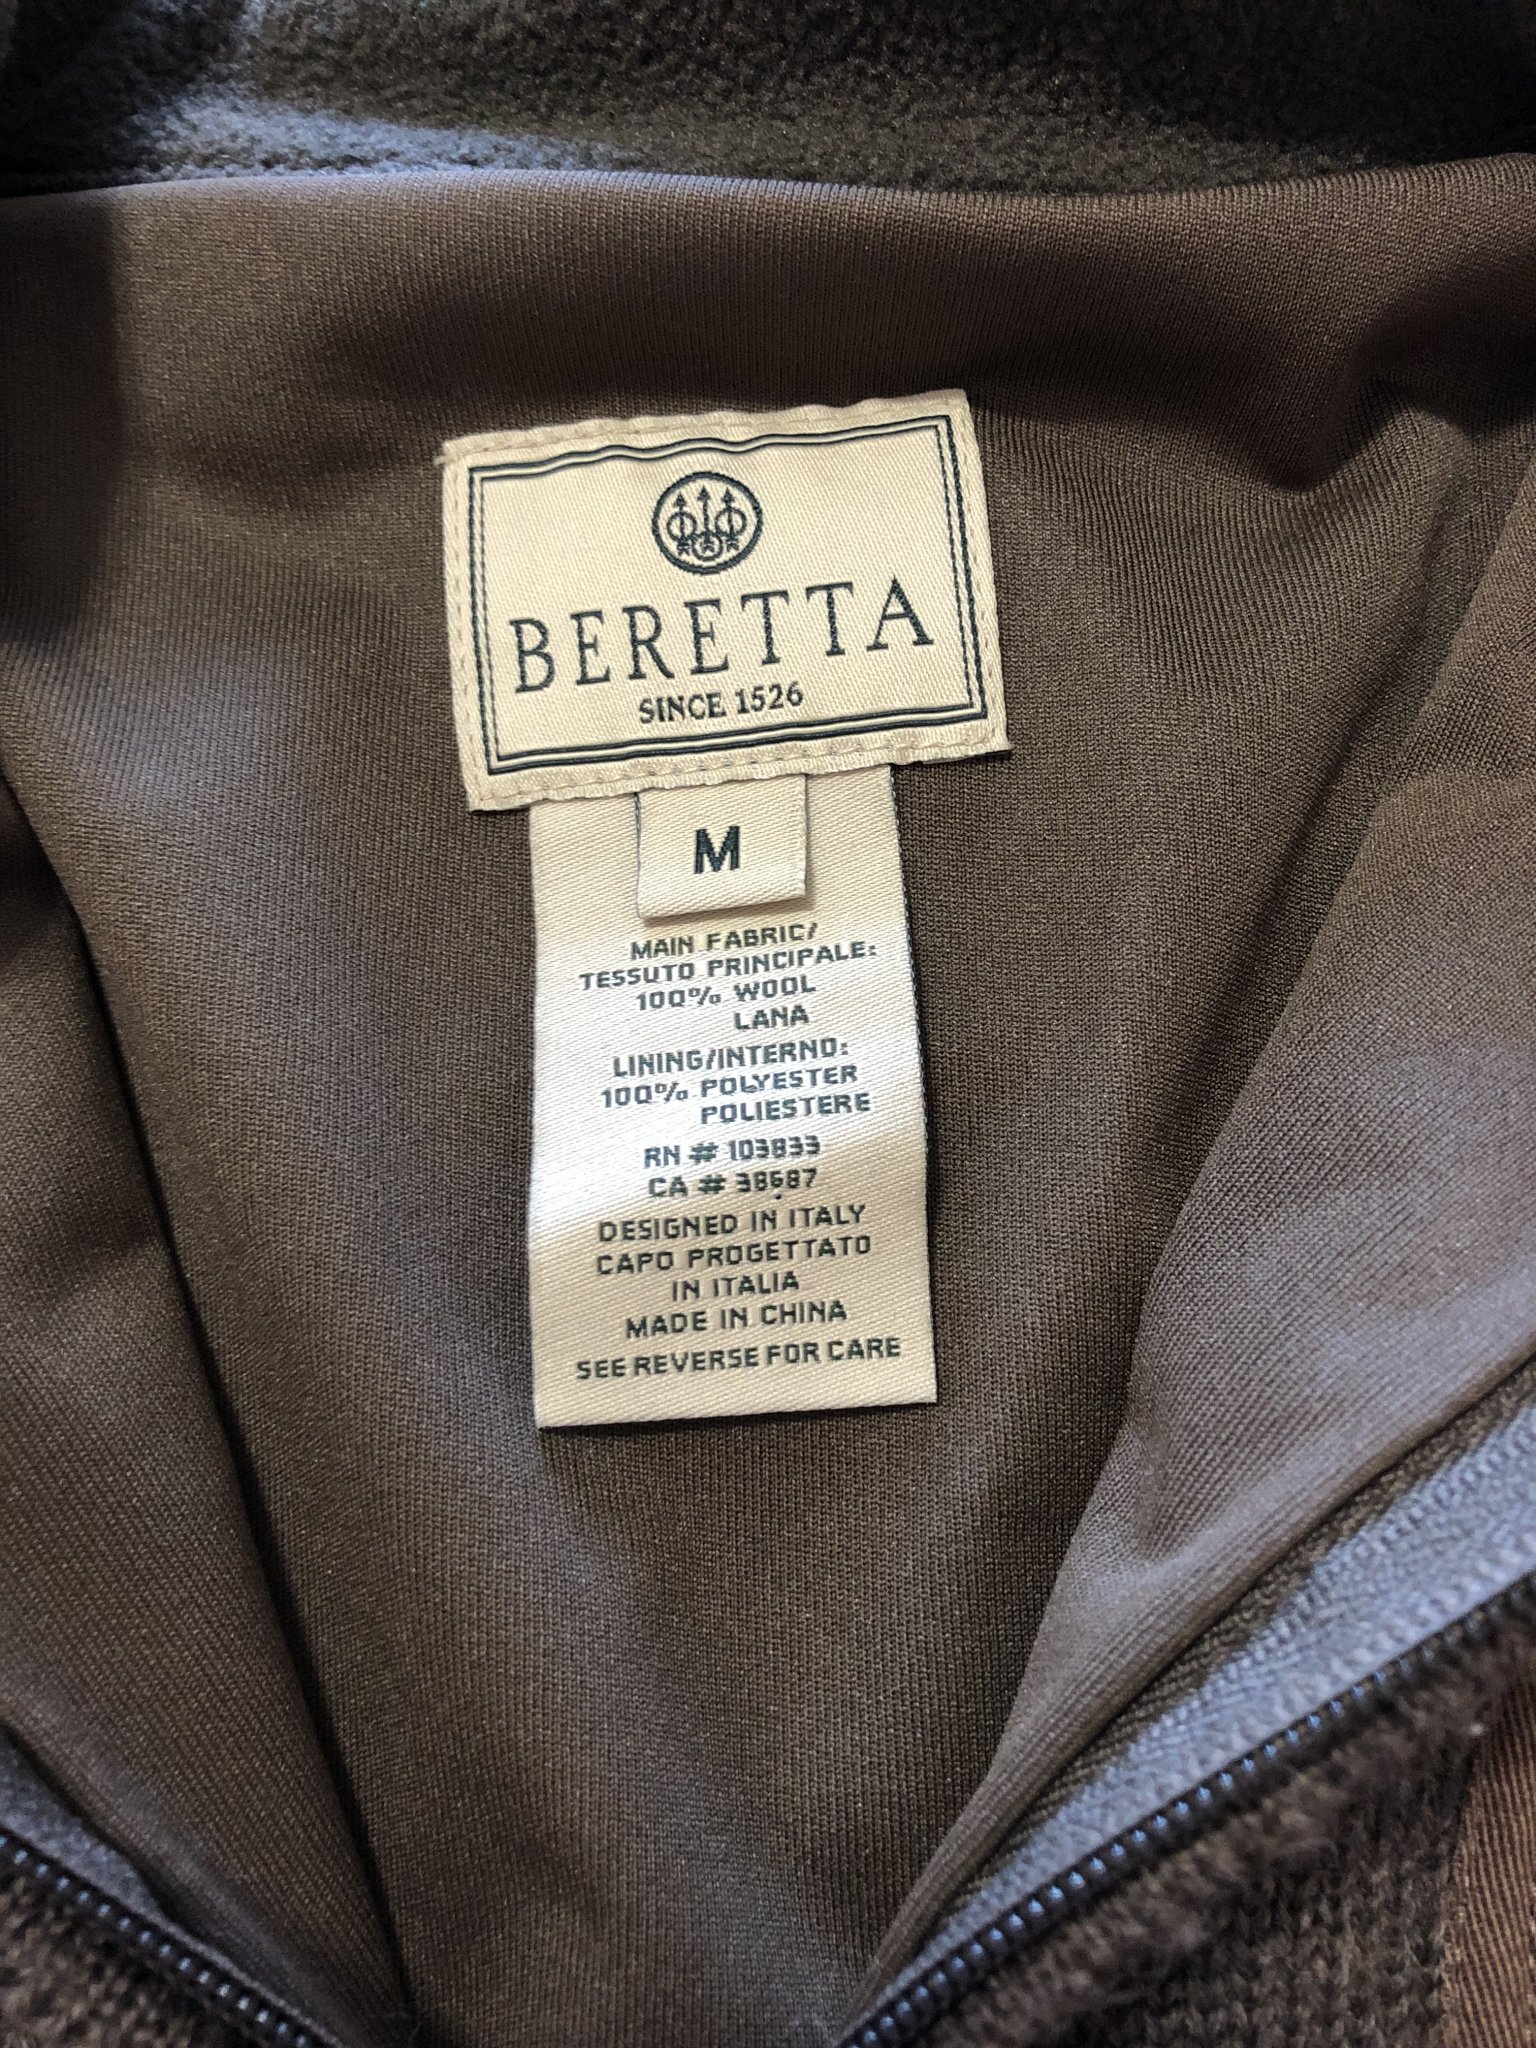 BERETTA
SINCE 1526
M
MAIN FABRIC/
TESSUTO PRINCIPALE:
100% WOOL
LANA
LINING/INTERNO:
100% POLYESTER
POLIESTERE
RN # 103833
CA # 38687
DESIGNED IN ITALY
CAPO PROGETTATO
IN ITALIA
MADE IN CHINA
SEE REVERSE FOR CARE